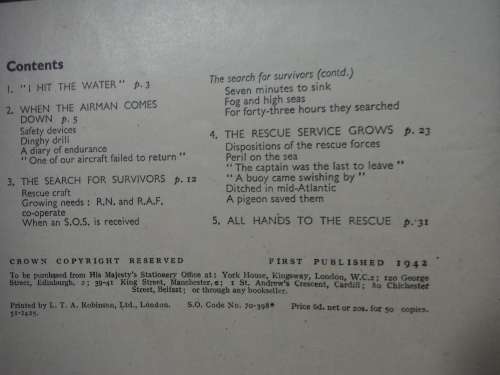 Contents
1. "I HIT THE WATER" p. 3
2. WHEN THE AIRMAN COMES
DOWN p. 5
Safety devices
Dinghy drill
A diary of endurance
"One of our aircraft failed to return"
3. THE SEARCH FOR SURVIVORS p. 12
Rescue craft
Growing needs : R.N. and R.A.F.
co-operate
When an S.O.S. is received
The search for survivors (contd.)
Seven minutes to sink
Fog and high seas
For forty-three hours they searched
4. THE RESCUE SERVICE GROWS p. 23
Dispositions of the rescue forces
Peril on the sea
"The captain was the last to leave"
"A buoy came swishing by"
Ditched in mid-Atlantic
A pigeon saved them
5. ALL HANDS TO THE RESCUE p. 31
CROWN COPYRIGHT RESERVED FIRST PUBLISHED 1942
To be purchased from His Majesty's Stationery Office at : York House, Kingsway, London, W.C.2 ; 120 George
Street, Edinburgh, 2 ; 39-41 King Street, Manchester, 2 ; 1 St. Andrew's Crescent, Cardiff ; 80 Chichester
Street, Belfast ; or through any bookseller.
Printed by L. T. A. Robinson, Ltd., London. S.O. Code No. 70-398* Price 6d. net or 20s. for 50 copies.
51-2425.